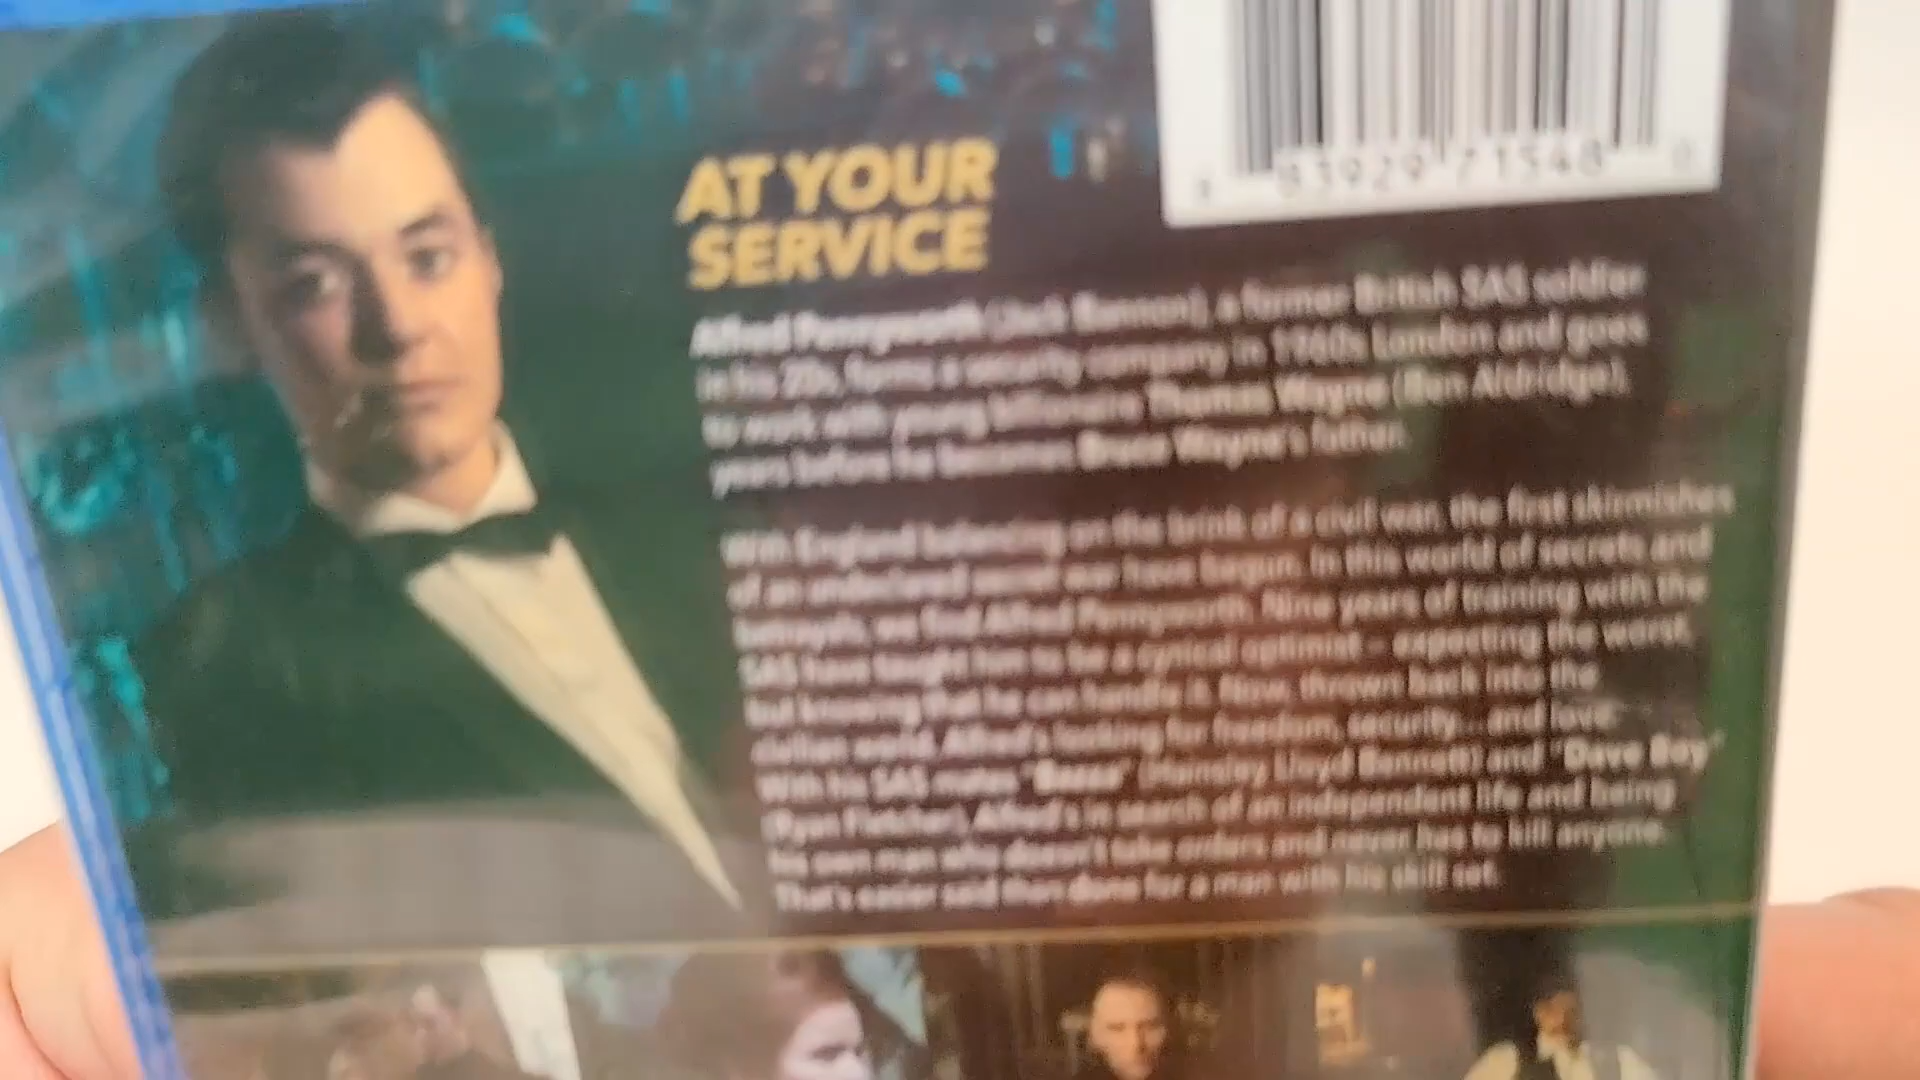 AT YOUR
SERVICE
83929 71548 0
Alfred Pennyworth (Jack Bannon), a former British SAS soldier
in his 20s, forms a security company in 1960s London and goes
to work with young billionaire Thomas Wayne (Ben Aldridge),
years before he becomes Bruce Wayne's father.
With England balancing on the brink of a civil war, the first skirmishes
of an undeclared secret war have begun. In this world of secrets and
betrayals, we find Alfred Pennyworth. Nine years of training with the
SAS have taught him to be a cynical optimist - expecting the worst,
but knowing that he can handle it. Now, thrown back into the
civilian world, Alfred's looking for freedom, security... and love.
With his SAS mates "Bazza" (Hainsley Lloyd Bennett) and "Dave Boy"
(Ryan Fletcher), Alfred's in search of an independent life and being
his own man who doesn't take orders and never has to kill anyone.
That's easier said than done for a man with his skill set.